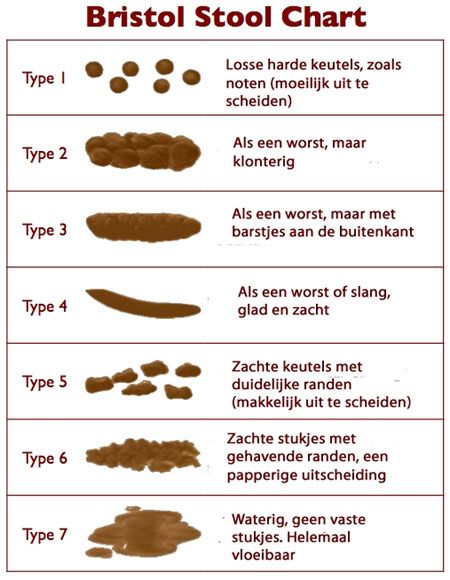 Bristol Stool Chart
Type 1
Losse harde keutels, zoals
noten (moeilijk uit te
scheiden)
Type 2
Als een worst, maar
klonterig
Type 3
Als een worst, maar met
barstjes aan de buitenkant
Type 4
Als een worst of slang,
glad en zacht
Type 5
Zachte keutels met
duidelijke randen
(makkelijk uit te scheiden)
Type 6
Zachte stukjes met
gehavende randen, een
papperige uitscheiding
Type 7
Waterig, geen vaste
stukjes. Helemaal
vloeibaar